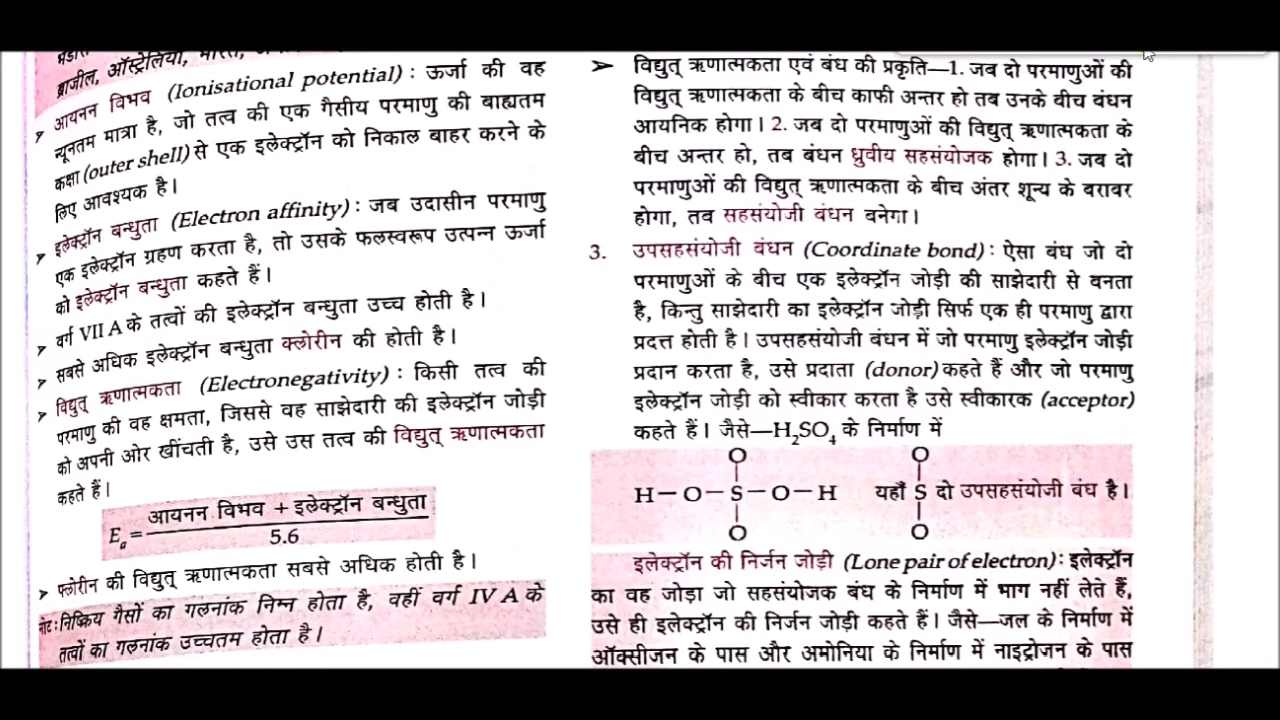 ब्राजील, ऑस्ट्रेलिया, भारत,
➤ आयनन विभव (Ionisational potential) : ऊर्जा की वह
न्यूनतम मात्रा है, जो तत्व की एक गैसीय परमाणु की बाह्यतम
कक्षा (outer shell) से एक इलेक्ट्रॉन को निकाल बाहर करने के
लिए आवश्यक है।
➤ इलेक्ट्रॉन बन्धुता (Electron affinity) : जब उदासीन परमाणु
एक इलेक्ट्रॉन ग्रहण करता है, तो उसके फलस्वरूप उत्पन्न ऊर्जा
को इलेक्ट्रॉन बन्धुता कहते हैं।
➤ वर्ग VII A के तत्वों की इलेक्ट्रॉन बन्धुता उच्च होती है।
➤ सबसे अधिक इलेक्ट्रॉन बन्धुता क्लोरीन की होती है।
➤ विद्युत् ऋणात्मकता (Electronegativity) : किसी तत्व की
परमाणु की वह क्षमता, जिससे वह साझेदारी की इलेक्ट्रॉन जोड़ी
को अपनी ओर खींचती है, उसे उस तत्व की विद्युत् ऋणात्मकता
कहते हैं।
आयनन विभव + इलेक्ट्रॉन बन्धुता
Eₐ =
5.6
➤ फ्लोरीन की विद्युत् ऋणात्मकता सबसे अधिक होती है।
नोट : निष्क्रिय गैसों का गलनांक निम्न होता है, वहीं वर्ग IV A के
तत्वों का गलनांक उच्चतम होता है।
➤ विद्युत् ऋणात्मकता एवं बंध की प्रकृति—1. जब दो परमाणुओं की
विद्युत् ऋणात्मकता के बीच काफी अन्तर हो तब उनके बीच बंधन
आयनिक होगा। 2. जब दो परमाणुओं की विद्युत् ऋणात्मकता के
बीच अन्तर हो, तब बंधन ध्रुवीय सहसंयोजक होगा। 3. जब दो
परमाणुओं की विद्युत् ऋणात्मकता के बीच अंतर शून्य के बराबर
होगा, तब सहसंयोजी बंधन बनेगा।
3. उपसहसंयोजी बंधन (Coordinate bond) : ऐसा बंध जो दो
परमाणुओं के बीच एक इलेक्ट्रॉन जोड़ी की साझेदारी से बनता
है, किन्तु साझेदारी का इलेक्ट्रॉन जोड़ी सिर्फ एक ही परमाणु द्वारा
प्रदत्त होती है। उपसहसंयोजी बंधन में जो परमाणु इलेक्ट्रॉन जोड़ी
प्रदान करता है, उसे प्रदाता (donor) कहते हैं और जो परमाणु
इलेक्ट्रॉन जोड़ी को स्वीकार करता है उसे स्वीकारक (acceptor)
कहते हैं। जैसे—H₂SO₄ के निर्माण में
O O
H—O—S—O—H यहाँ S दो उपसहसंयोजी बंध है।
O O
इलेक्ट्रॉन की निर्जन जोड़ी (Lone pair of electron) : इलेक्ट्रॉन
का वह जोड़ा जो सहसंयोजक बंध के निर्माण में भाग नहीं लेते हैं,
उसे ही इलेक्ट्रॉन की निर्जन जोड़ी कहते हैं। जैसे—जल के निर्माण में
ऑक्सीजन के पास और अमोनिया के निर्माण में नाइट्रोजन के पास